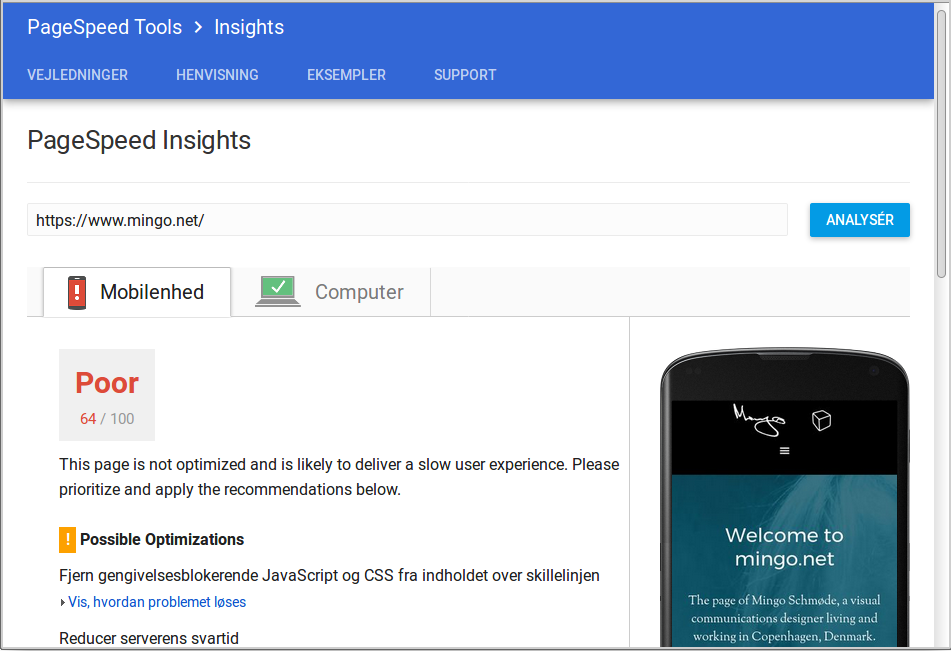 PageSpeed Tools > Insights
VEJLEDNINGER HENVISNING EKSEMPLER SUPPORT
PageSpeed Insights
https://www.mingo.net/
ANALYSÉR
! Mobilenhed
Computer
Poor
64 / 100
This page is not optimized and is likely to deliver a slow user experience. Please
prioritize and apply the recommendations below.
! Possible Optimizations
Fjern gengivelsesblokerende JavaScript og CSS fra indholdet over skillelinjen
Vis, hvordan problemet løses
Reducer serverens svartid
Mingo
Welcome to
mingo.net
The page of Mingo Schmøde, a visual
communications designer living and
working in Copenhagen, Denmark.